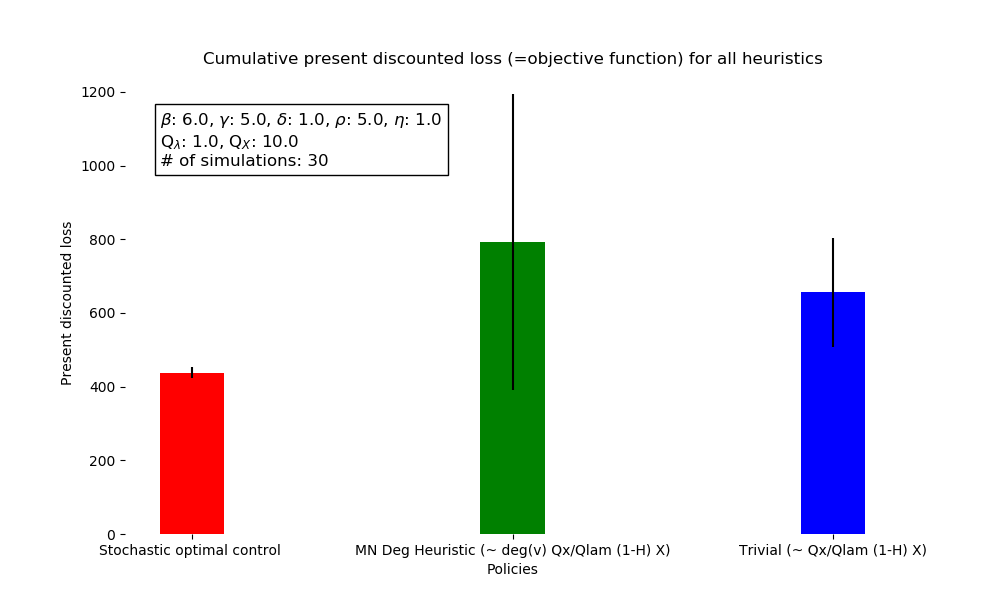 Cumulative present discounted loss (=objective function) for all heuristics
β: 6.0, γ: 5.0, δ: 1.0, ρ: 5.0, η: 1.0
Qλ: 1.0, QX: 10.0
# of simulations: 30
Present discounted loss
1200
1000
800
600
400
200
0
Stochastic optimal control
MN Deg Heuristic (~ deg(v) Qx/Qlam (1-H) X)
Trivial (~ Qx/Qlam (1-H) X)
Policies